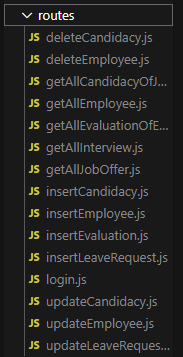 routes
JS deleteCandidacy.js
JS deleteEmployee.js
JS getAllCandidacyOfJ...
JS getAllEmployee.js
JS getAllEvaluationOfE...
JS getAllInterview.js
JS getAllJobOffer.js
JS insertCandidacy.js
JS insertEmployee.js
JS insertEvaluation.js
JS insertLeaveRequest.js
JS login.js
JS updateCandidacy.js
JS updateEmployee.js
JS updateLeaveReques...